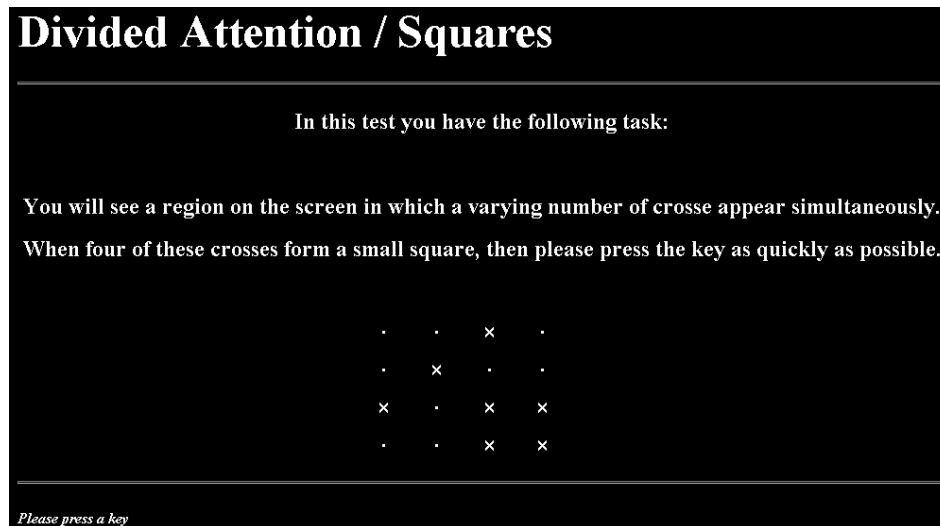 Divided Attention / Squares
In this test you have the following task:
You will see a region on the screen in which a varying number of crosse appear simultaneously.
When four of these crosses form a small square, then please press the key as quickly as possible.
· · × ·
· × · ·
× · × ×
· · × ×
Please press a key